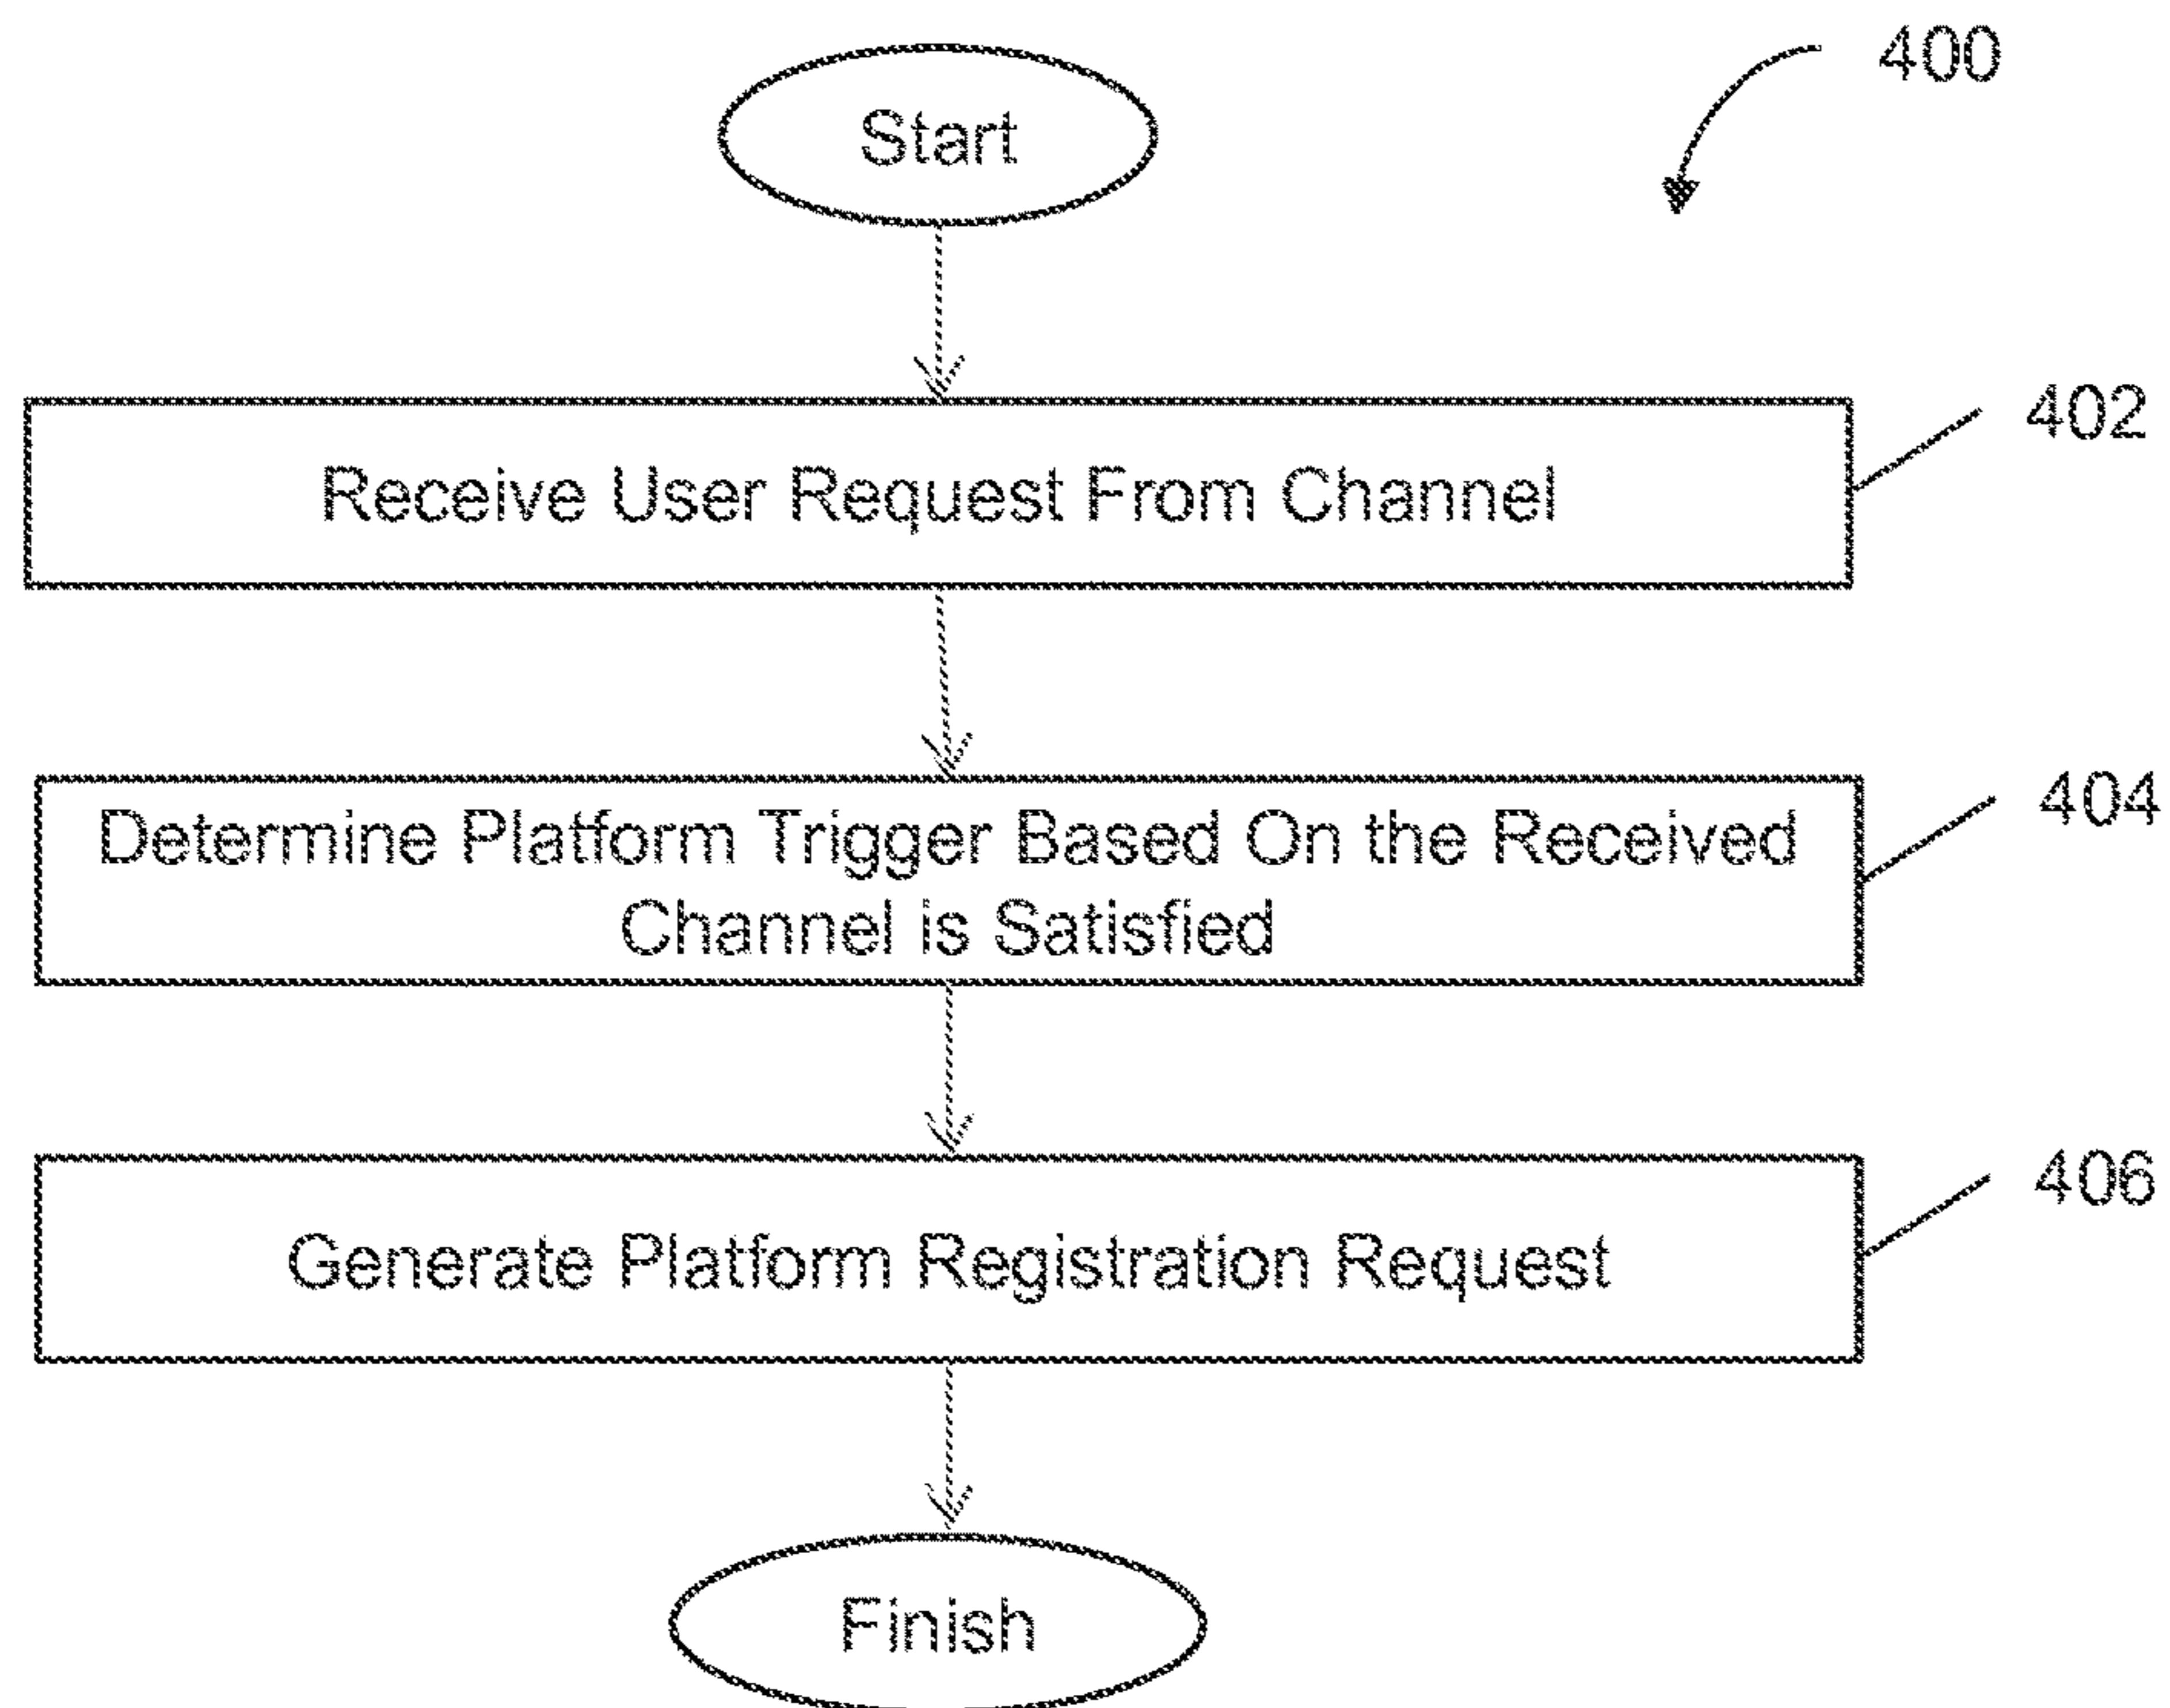 400
Start
402
Receive User Request From Channel
404
Determine Platform Trigger Based On the Received
Channel is Satisfied
406
Generate Platform Registration Request
Finish